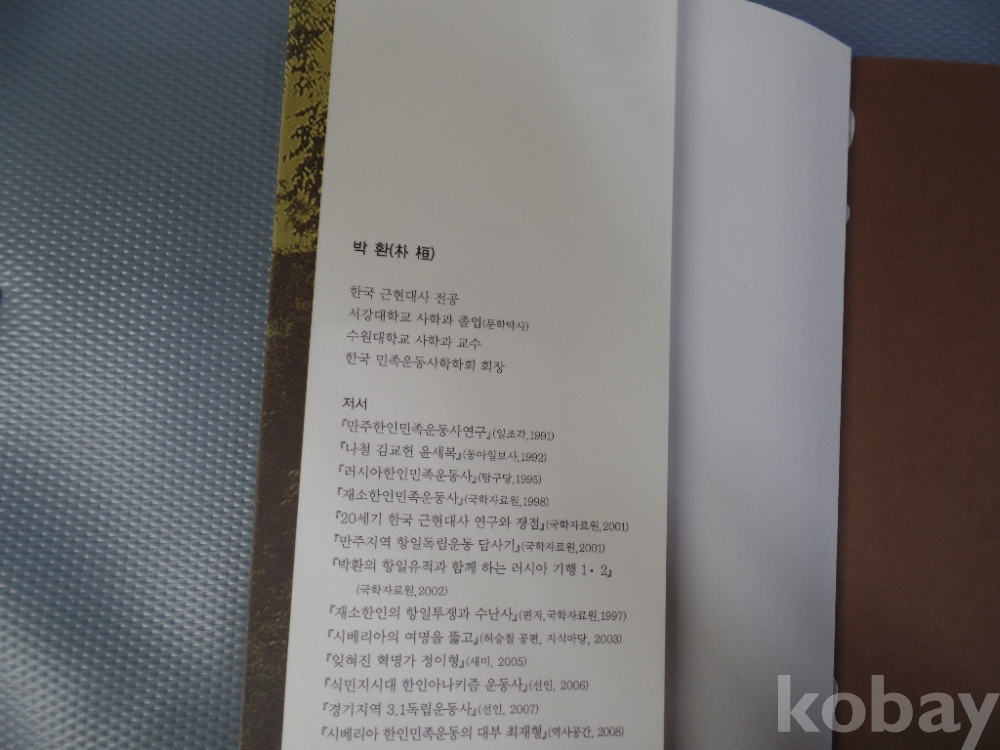 박 환(朴 桓)
한국 근현대사 전공
서강대학교 사학과 졸업(문학박사)
수원대학교 사학과 교수
한국 민족운동사학회 회장
저서
『만주한인민족운동사연구』(일조각,1991)
『나철 김교헌 윤세복』(동아일보사,1992)
『러시아한인민족운동사』(탐구당,1995)
『재소한인민족운동사』(국학자료원,1998)
『20세기 한국 근현대사 연구와 쟁점』(국학자료원,2001)
『만주지역 항일독립운동 답사기』(국학자료원,2001)
『박환의 항일유적과 함께 하는 러시아 기행 1·2』
(국학자료원,2002)
『재소한인의 항일투쟁과 수난사』(편저,국학자료원,1997)
『시베리아의 여명을 뚫고』(허승철 공편, 지식마당, 2003)
『잊혀진 혁명가 정이형』(새미, 2005)
『식민지시대 한인아나키즘 운동사』(선인, 2006)
『경기지역 3.1독립운동사』(선인, 2007)
『시베리아 한인민족운동의 대부 최재형』(역사공간, 2008)
kobay